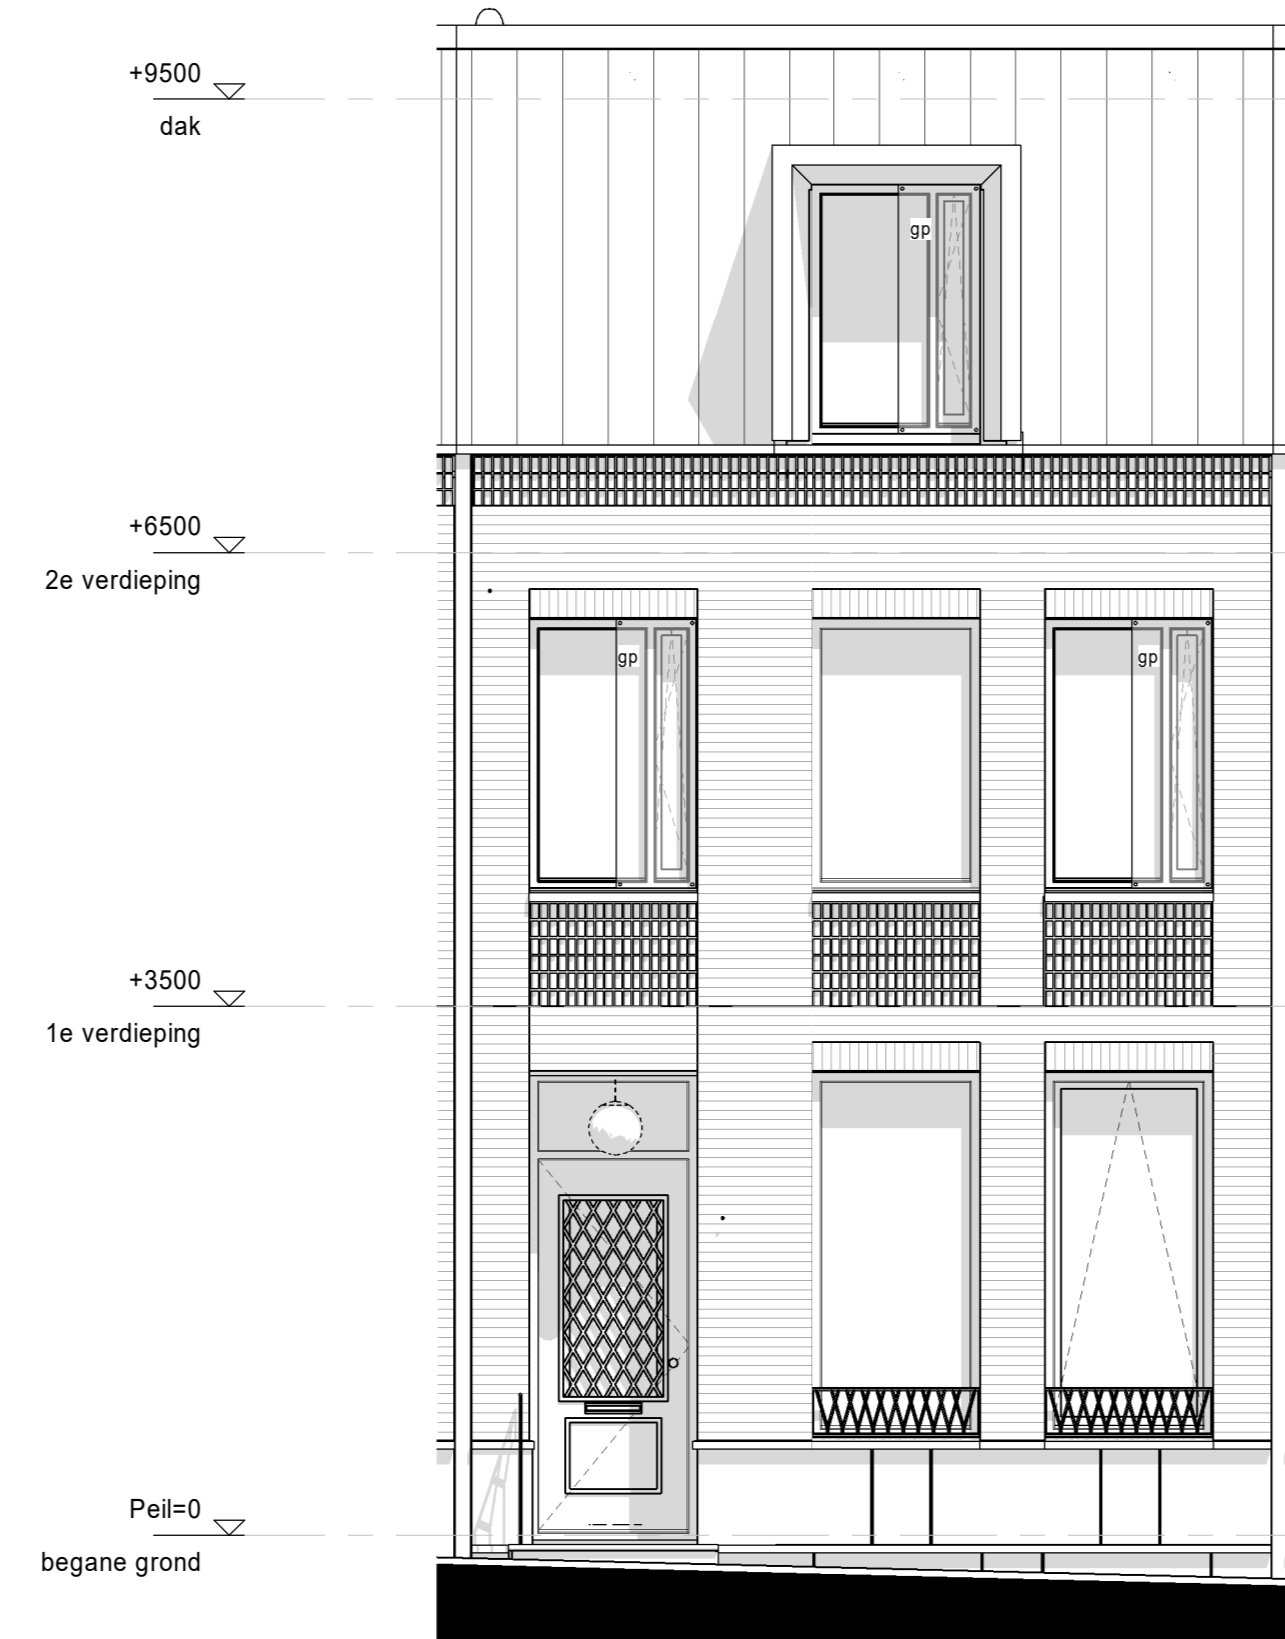 +9500
dak
gp
+6500
2e verdieping
gp
gp
+3500
1e verdieping
Peil=0
begane grond